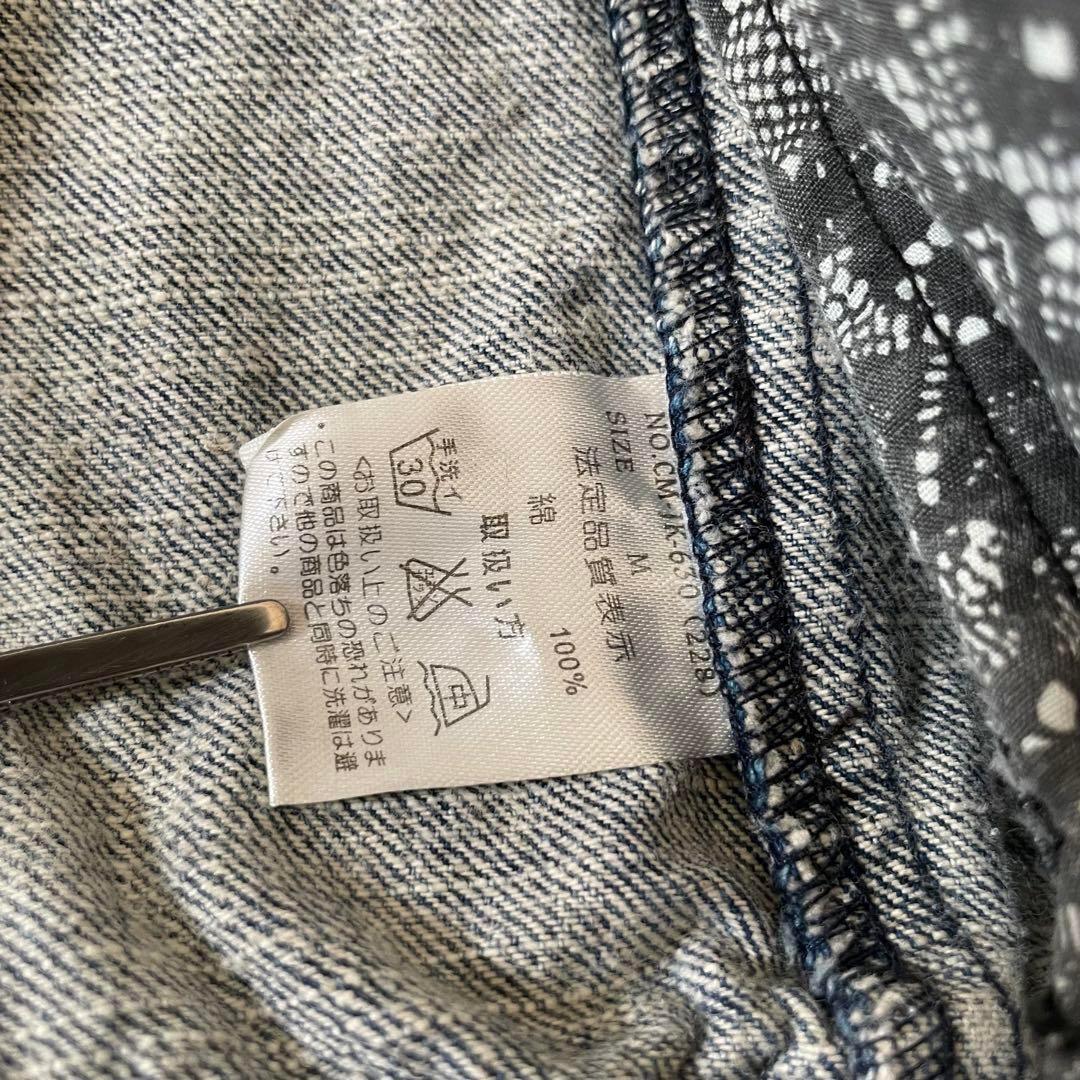 NO.CM-JK-630 (228)
SIZE M
法定品質表示
綿 100%
取扱い方
手洗イ
30
中
<お取扱い上のご注意>
・この商品は色落ちの恐れがありま
すので他の商品と同時に洗濯は避
けて下さい。